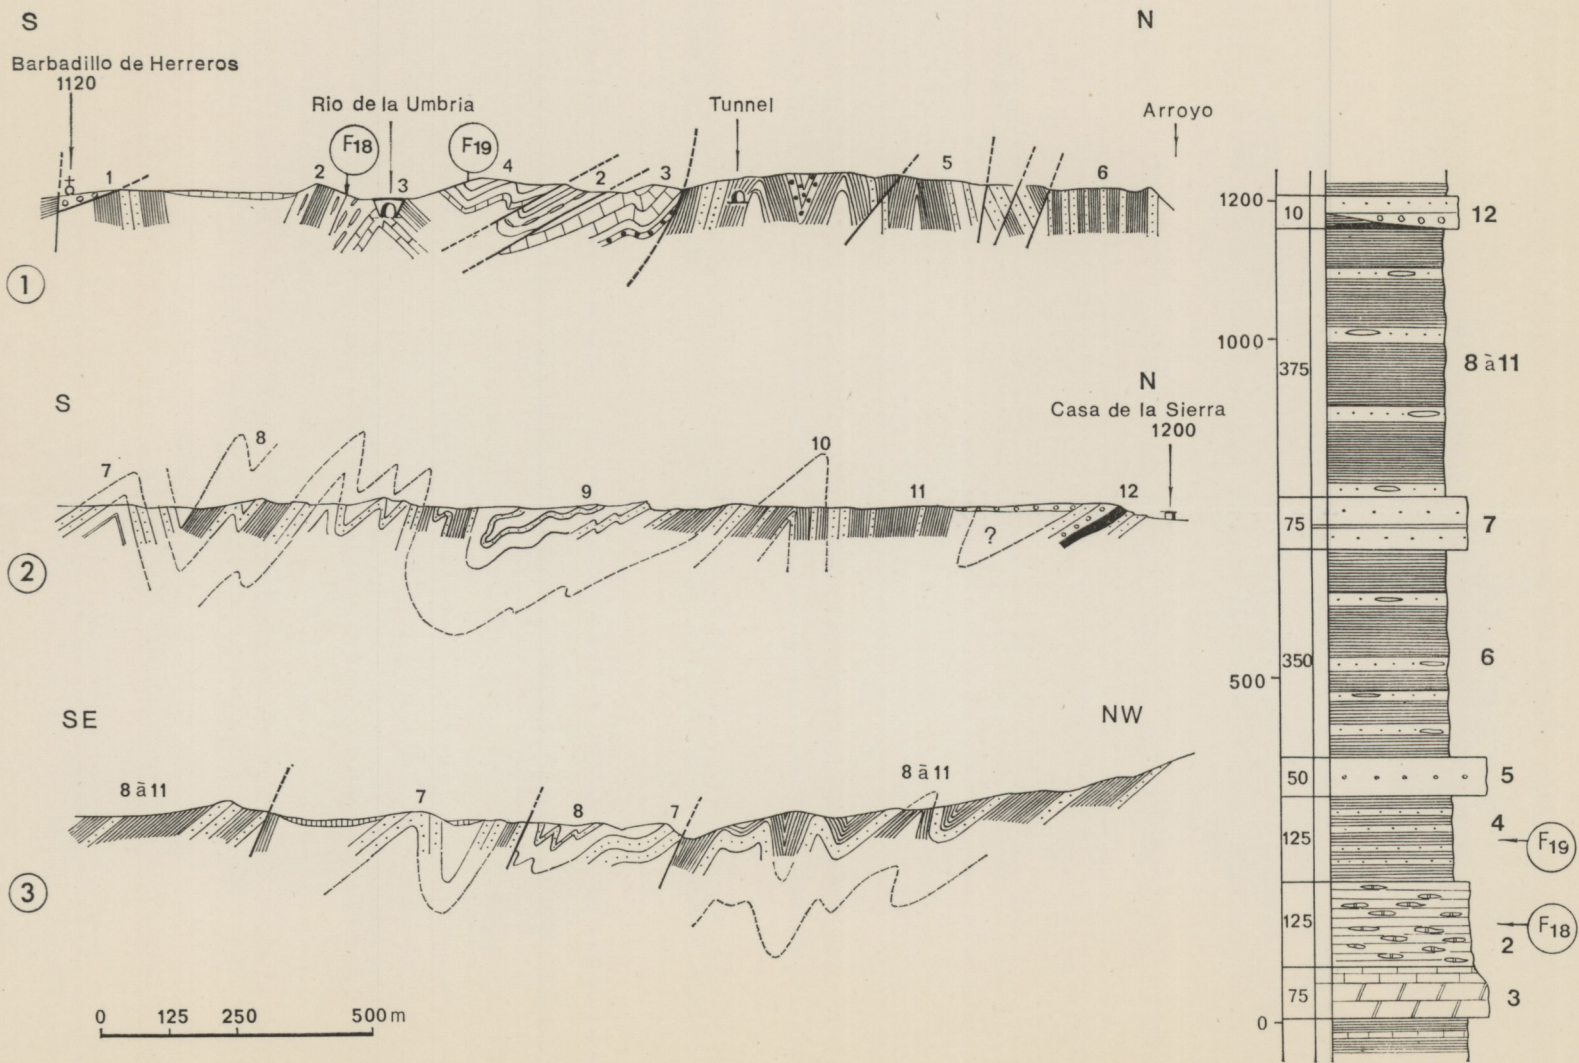 S
N
Barbadillo de Herreros
1120
Rio de la Umbria
Tunnel
Arroyo
F18
F19
1
2
3
4
2
3
5
6
1
S
N
Casa de la Sierra
1200
7
8
9
10
11
12
?
2
SE
NW
8 à 11
7
8
7
8 à 11
3
0 125 250 500 m
1200
10
12
1000
375
8 à 11
75
7
350
6
500
50
5
125
4
F19
125
2
F18
75
3
0